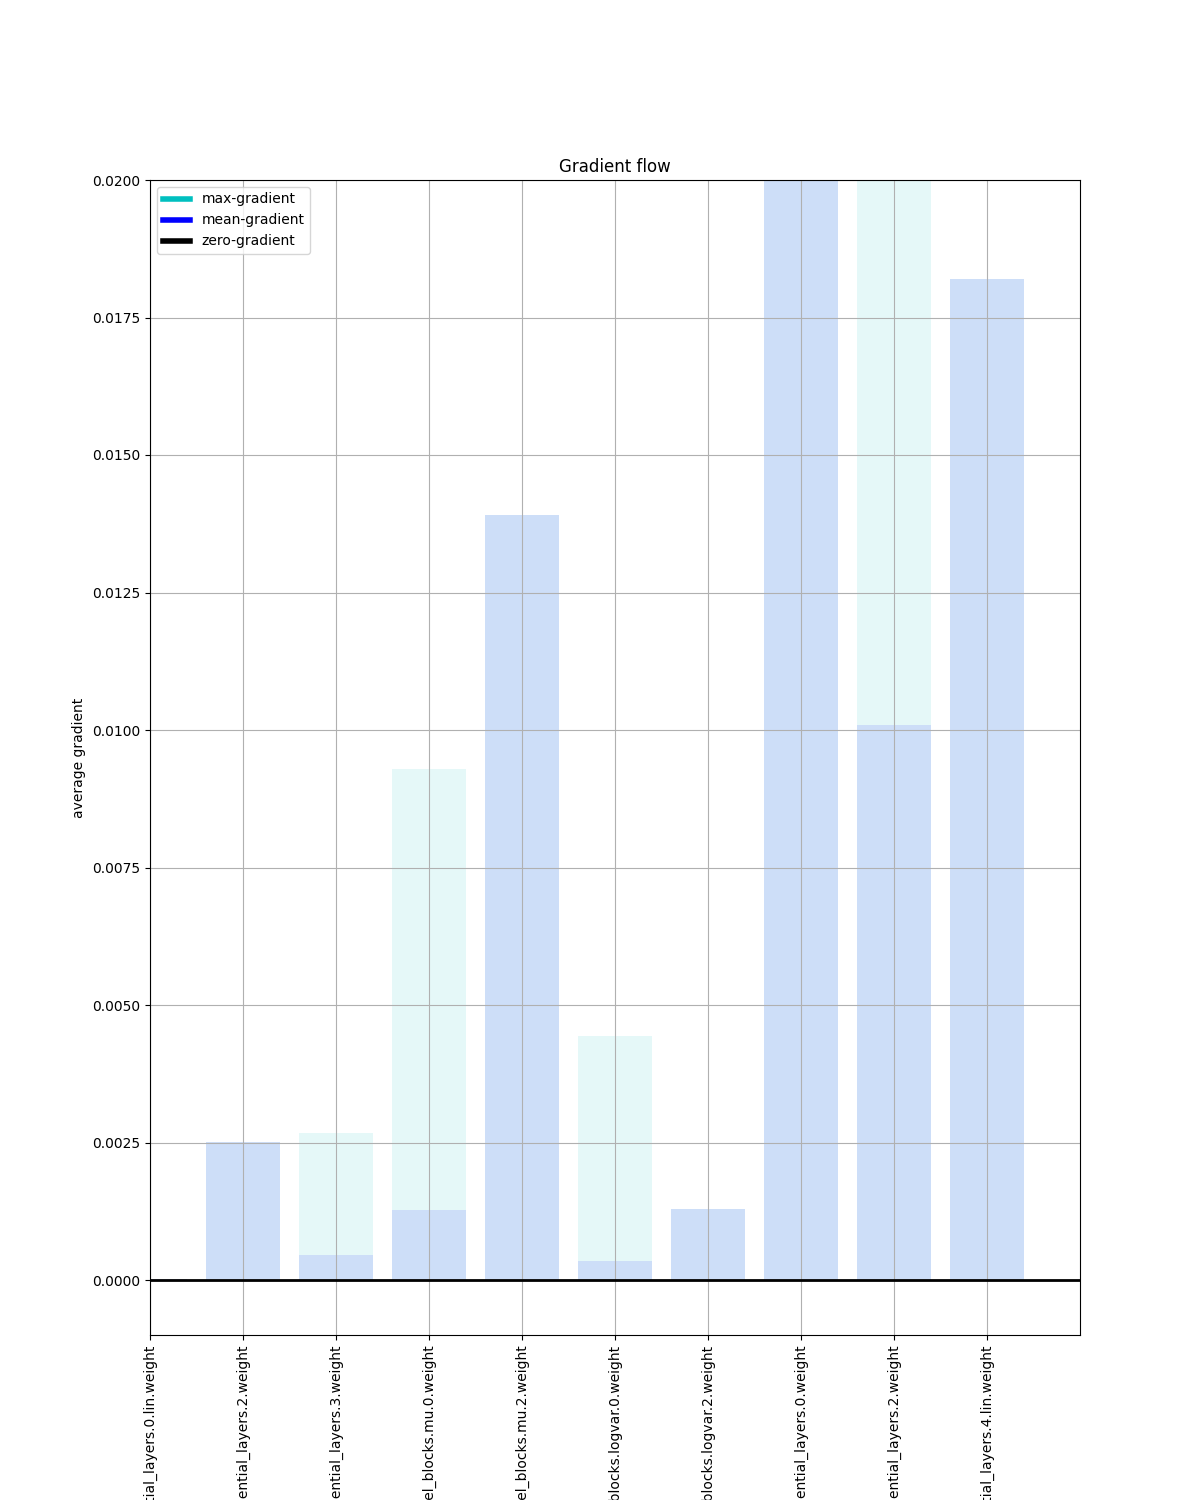 Gradient flow
max-gradient
mean-gradient
zero-gradient
0.0200
0.0175
0.0150
0.0125
0.0100
0.0075
0.0050
0.0025
0.0000
average gradient
tial_layers.0.lin.weight
ential_layers.2.weight
ential_layers.3.weight
el_blocks.mu.0.weight
el_blocks.mu.2.weight
blocks.logvar.0.weight
blocks.logvar.2.weight
ential_layers.0.weight
ential_layers.2.weight
tial_layers.4.lin.weight